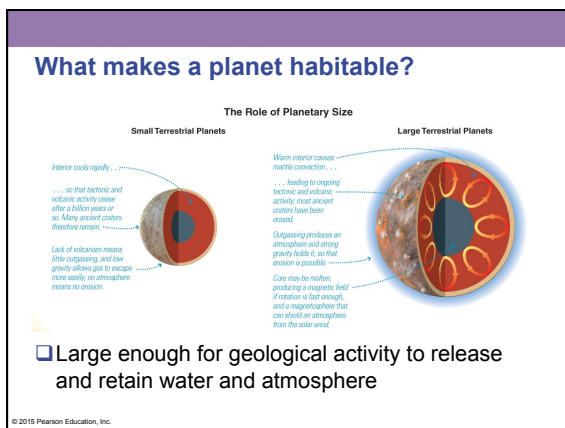 What makes a planet habitable?
The Role of Planetary Size
Small Terrestrial Planets
Interior cools rapidly . . .
. . . so that tectonic and
volcanic activity cease
after a billion years or
so. Many ancient craters
therefore remain.
Lack of volcanism means
little outgassing, and low
gravity allows gas to escape
more easily; no atmosphere
means no erosion.
Large Terrestrial Planets
Warm interior causes
mantle convection . . .
. . . leading to ongoing
tectonic and volcanic
activity; most ancient
craters have been
erased.
Outgassing produces an
atmosphere and strong
gravity holds it, so that
erosion is possible.
Core may be molten,
producing a magnetic field
if rotation is fast enough,
and a magnetosphere that
can shield an atmosphere
from the solar wind.
❑Large enough for geological activity to release
and retain water and atmosphere
© 2015 Pearson Education, Inc.